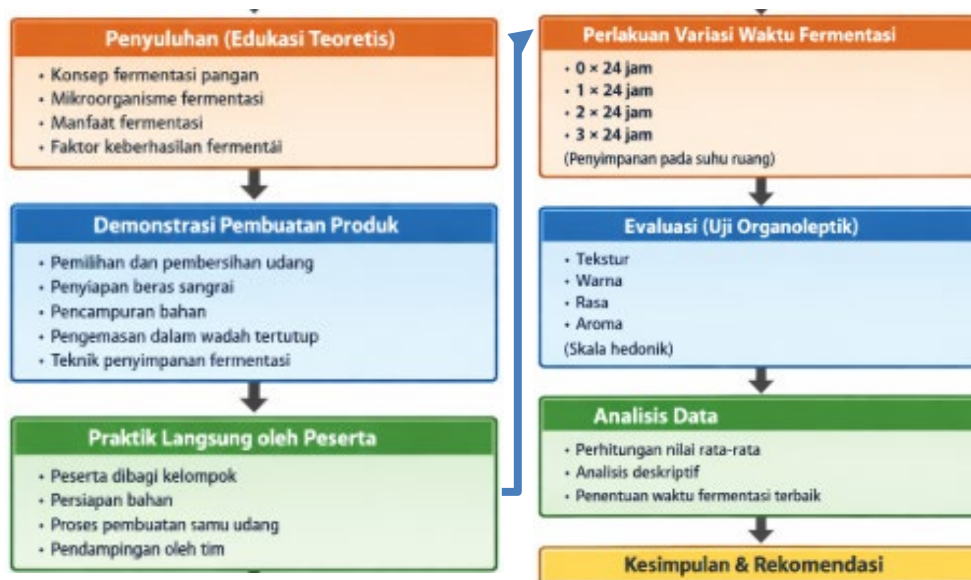 Penyuluhan (Edukasi Teoretis)
• Konsep fermentasi pangan
• Mikroorganisme fermentasi
• Manfaat fermentasi
• Faktor keberhasilan fermentái
Demonstrasi Pembuatan Produk
• Pemilihan dan pembersihan udang
• Penyiapan beras sangrai
• Pencampuran bahan
• Pengemasan dalam wadah tertutup
• Teknik penyimpanan fermentasi
Praktik Langsung oleh Peserta
• Peserta dibagi kelompok
• Persiapan bahan
• Proses pembuatan samu udang
• Pendampingan oleh tim
Perlakuan Variasi Waktu Fermentasi
• 0 × 24 jam
• 1 × 24 jam
• 2 × 24 jam
• 3 × 24 jam
(Penyimpanan pada suhu ruang)
Evaluasi (Uji Organoleptik)
• Tekstur
• Warna
• Rasa
• Aroma
(Skala hedonik)
Analisis Data
• Perhitungan nilai rata-rata
• Analisis deskriptif
• Penentuan waktu fermentasi terbaik
Kesimpulan & Rekomendasi